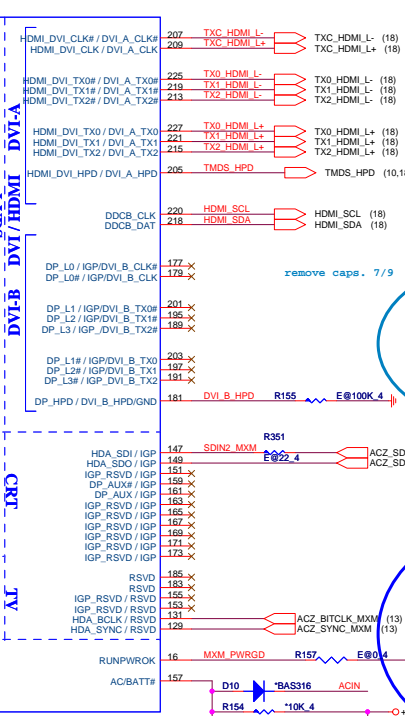 HDMI_DVI_CLK# / DVI_A_CLK# 207 TXC_HDMI_L- TXC_HDMI_L- (18)
HDMI_DVI_CLK / DVI_A_CLK 209 TXC_HDMI_L+ TXC_HDMI_L+ (18)
HDMI_DVI_TX0# / DVI_A_TX0# 225 TX0_HDMI_L- TX0_HDMI_L- (18)
HDMI_DVI_TX1# / DVI_A_TX1# 219 TX1_HDMI_L- TX1_HDMI_L- (18)
HDMI_DVI_TX2# / DVI_A_TX2# 213 TX2_HDMI_L- TX2_HDMI_L- (18)
HDMI_DVI_TX0 / DVI_A_TX0 227 TX0_HDMI_L+ TX0_HDMI_L+ (18)
HDMI_DVI_TX1 / DVI_A_TX1 221 TX1_HDMI_L+ TX1_HDMI_L+ (18)
HDMI_DVI_TX2 / DVI_A_TX2 215 TX2_HDMI_L+ TX2_HDMI_L+ (18)
HDMI_DVI_HPD / DVI_A_HPD 205 TMDS_HPD TMDS_HPD (10,18
DVI-A
DVI / HDMI
DDCB_CLK 220 HDMI_SCL HDMI_SCL (18)
DDCB_DAT 218 HDMI_SDA HDMI_SDA (18)
DP_L0 / IGP/DVI_B_CLK# 177
DP_L0# / IGP/DVI_B_CLK 179
remove caps. 7/9
DVI-B
DP_L1 / IGP/DVI_B_TX0# 201
DP_L2 / IGP/DVI_B_TX1# 195
DP_L3 / IGP_/DVI_B_TX2# 189
DP_L1# / IGP/DVI_B_TX0 203
DP_L2# / IGP/DVI_B_TX1 197
DP_L3# / IGP_DVI_B_TX2 191
DP_HPD / DVI_B_HPD/GND 181 DVI_B_HPD R155 E@100K_4
R351
HDA_SDI / IGP 147 SDIN2_MXM ACZ_SD
HDA_SDO / IGP 149 E@22_4 ACZ_SD
IGP_RSVD / IGP 151
DP_AUX# / IGP 159
DP_AUX / IGP 161
IGP_RSVD / IGP 163
IGP_RSVD / IGP 165
IGP_RSVD / IGP 167
IGP_RSVD / IGP 169
IGP_RSVD / IGP 171
IGP_RSVD / IGP 173
CRT
RSVD 185
RSVD 183
IGP_RSVD / RSVD 155
IGP_RSVD / RSVD 153
HDA_BCLK / RSVD 131 ACZ_BITCLK_MXM (13)
HDA_SYNC / RSVD 129 ACZ_SYNC_MXM (13)
TV
RUNPWROK 16 MXM_PWRGD R157 E@0_4
AC/BATT# 157
D10 *BAS316 ACIN
R154 *10K_4